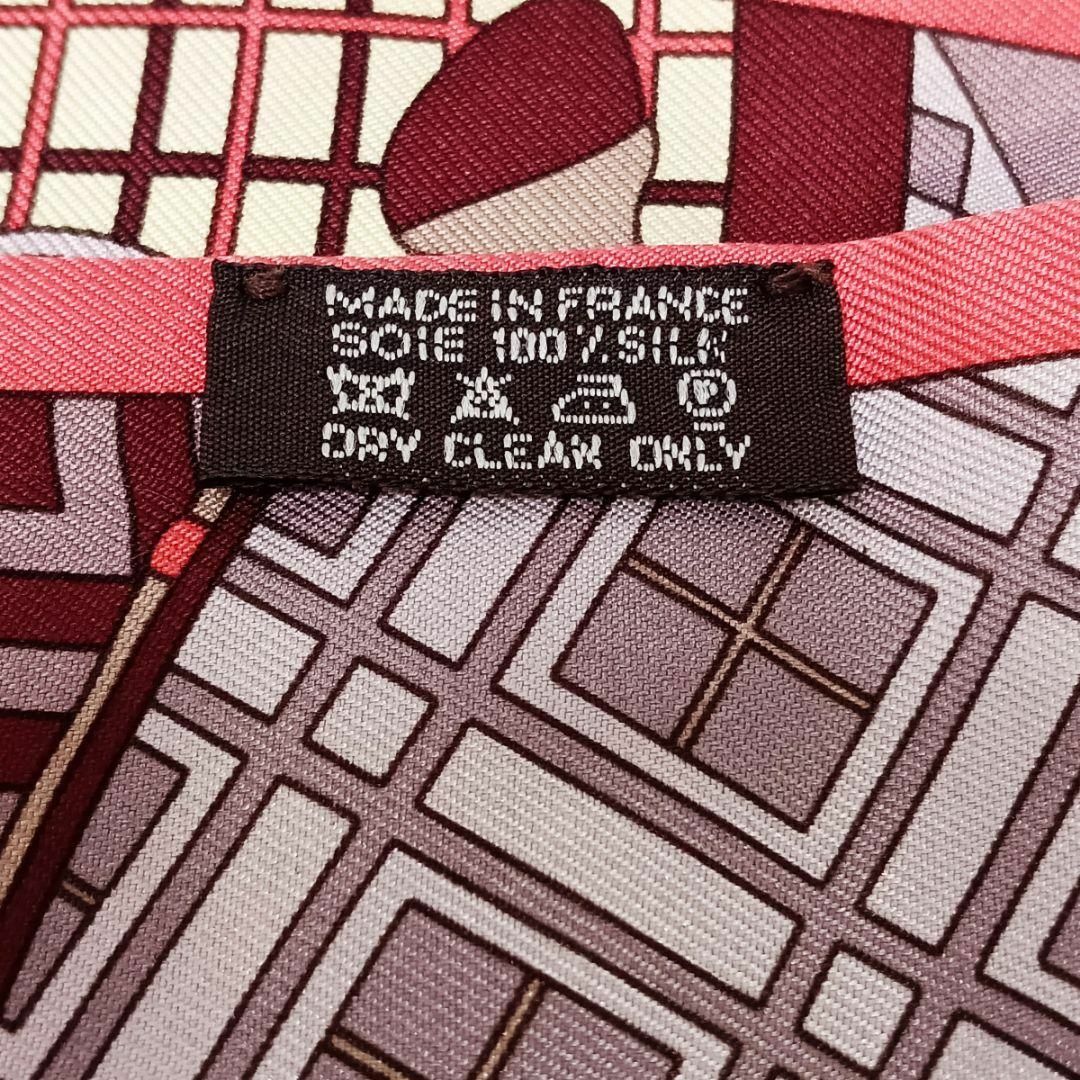 MADE IN FRANCE
SOIE 100% SILK
P
DRY CLEAN ONLY